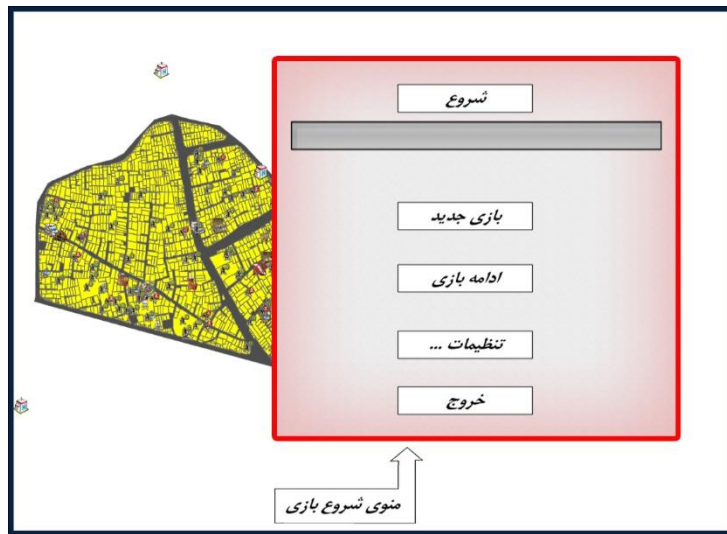 شروع
بازی جدید
ادامه بازی
تنظیمات ...
خروج
منوی شروع بازی